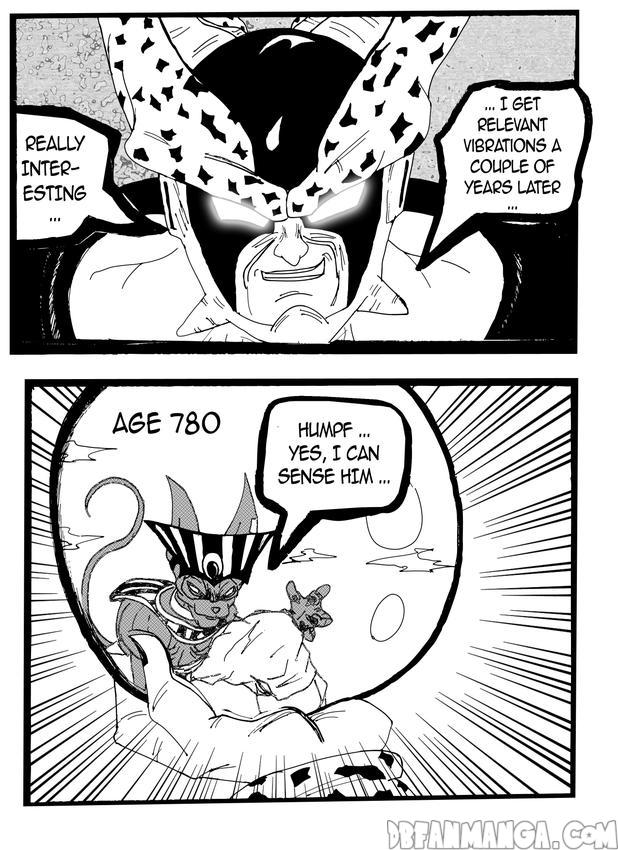 REALLY
INTER-
ESTING
...
... I GET
RELEVANT
VIBRATIONS A
COUPLE OF
YEARS LATER
...
AGE 780
HUMPF ...
YES, I CAN
SENSE HIM ...
DBFANMANGA.COM